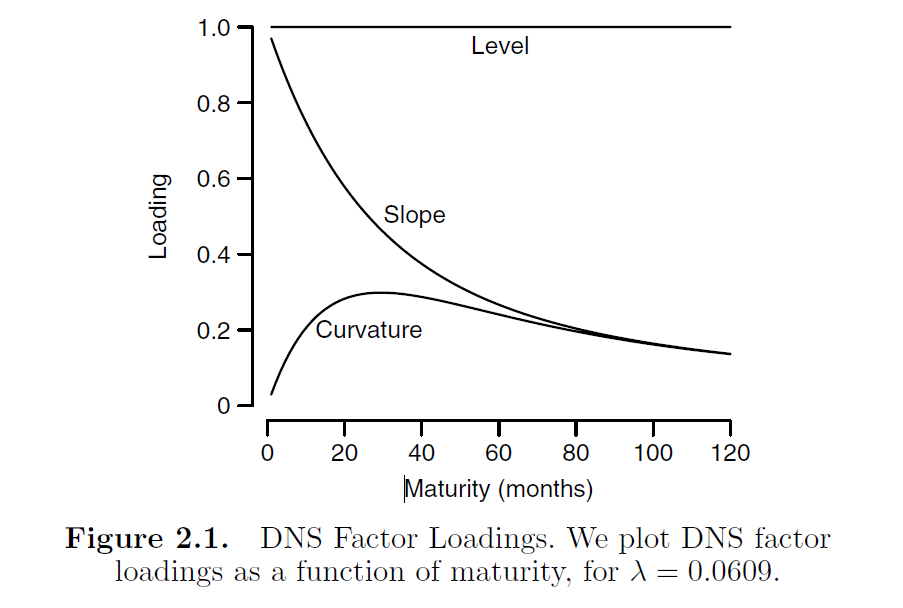 1.0
Level
0.8
0.6
Slope
0.4
0.2
Curvature
0
Loading
0 20 40 60 80 100 120
Maturity (months)
Figure 2.1. DNS Factor Loadings. We plot DNS factor
loadings as a function of maturity, for λ = 0.0609.